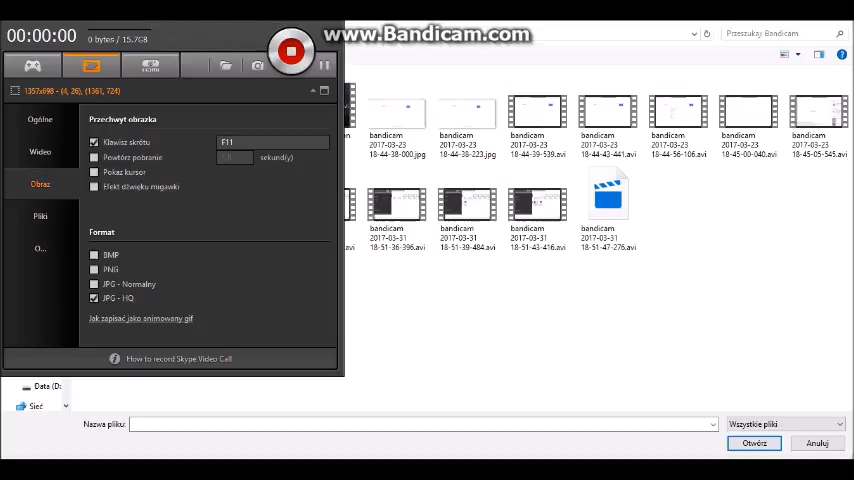 00:00:00
0 bytes / 15.7GB
www.Bandicam.com
Przeszukaj Bandicam
HDMI
1357x698 - (4, 26), (1361, 724)
Ogólne
Wideo
Obraz
Pliki
O...
Przechwyt obrazka
Klawisz skrótu
F11
Powtórz pobranie
sekund(y)
Pokaż kursor
Efekt dźwięku migawki
Format
BMP
PNG
JPG - Normalny
JPG - HQ
Jak zapisać jako animowany gif
How to record Skype Video Call
bandicam
2017-03-23
18-44-38-000.jpg
bandicam
2017-03-23
18-44-38-223.jpg
bandicam
2017-03-23
18-44-39-539.avi
bandicam
2017-03-23
18-44-43-441.avi
bandicam
2017-03-23
18-44-56-106.avi
bandicam
2017-03-23
18-45-00-040.avi
bandicam
2017-03-23
18-45-05-545.avi
bandicam
2017-03-31
18-51-36-396.avi
bandicam
2017-03-31
18-51-39-484.avi
bandicam
2017-03-31
18-51-43-416.avi
bandicam
2017-03-31
18-51-47-276.avi
Data (D:
Sieć
Nazwa pliku:
Wszystkie pliki
Otwórz
Anuluj